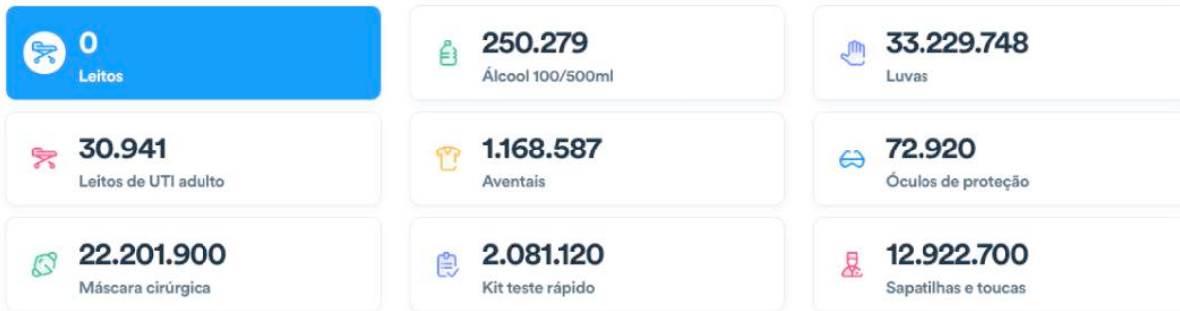 0
Leitos
250.279
Álcool 100/500ml
33.229.748
Luvas
30.941
Leitos de UTI adulto
1.168.587
Aventais
72.920
Óculos de proteção
22.201.900
Máscara cirúrgica
2.081.120
Kit teste rápido
12.922.700
Sapatilhas e toucas